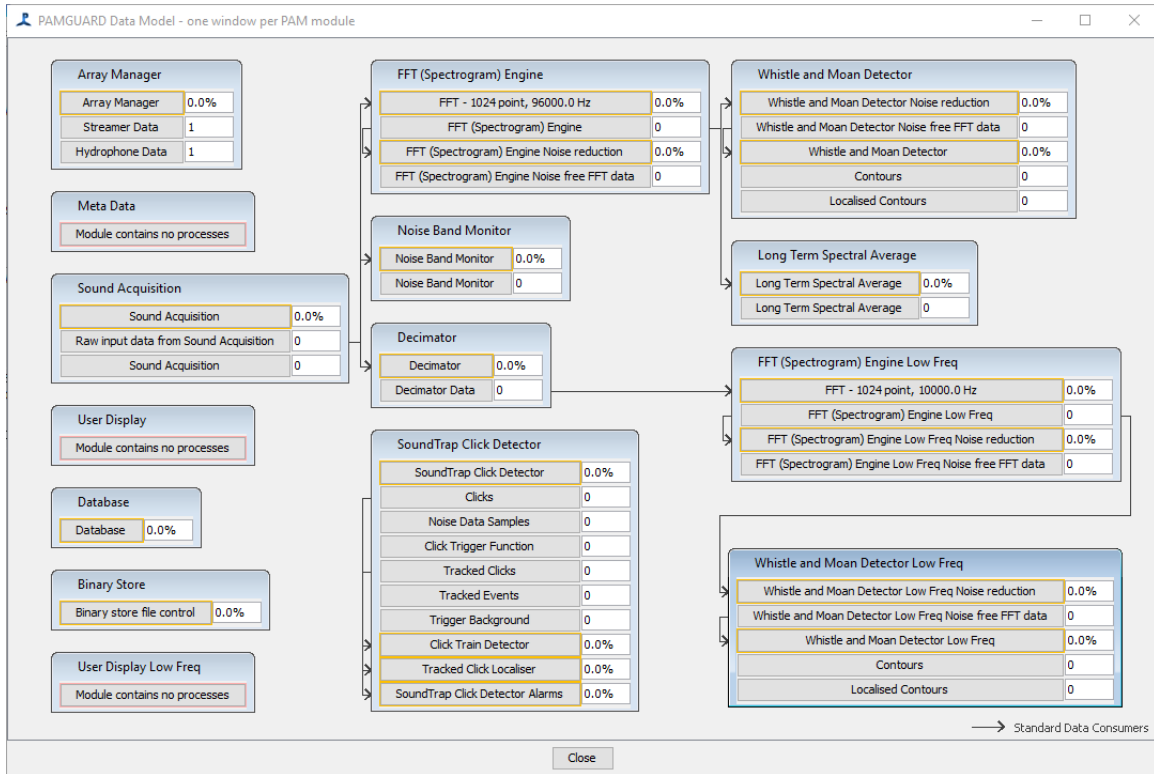 PAMGUARD Data Model - one window per PAM module
Array Manager
Array Manager 0.0%
Streamer Data 1
Hydrophone Data 1
Meta Data
Module contains no processes
Sound Acquisition
Sound Acquisition 0.0%
Raw input data from Sound Acquisition 0
Sound Acquisition 0
User Display
Module contains no processes
Database
Database 0.0%
Binary Store
Binary store file control 0.0%
User Display Low Freq
Module contains no processes
FFT (Spectrogram) Engine
FFT - 1024 point, 96000.0 Hz 0.0%
FFT (Spectrogram) Engine 0
FFT (Spectrogram) Engine Noise reduction 0.0%
FFT (Spectrogram) Engine Noise free FFT data 0
Noise Band Monitor
Noise Band Monitor 0.0%
Noise Band Monitor 0
Decimator
Decimator 0.0%
Decimator Data 0
SoundTrap Click Detector
SoundTrap Click Detector 0.0%
Clicks 0
Noise Data Samples 0
Click Trigger Function 0
Tracked Clicks 0
Tracked Events 0
Trigger Background 0
Click Train Detector 0.0%
Tracked Click Localiser 0.0%
SoundTrap Click Detector Alarms 0.0%
Whistle and Moan Detector
Whistle and Moan Detector Noise reduction 0.0%
Whistle and Moan Detector Noise free FFT data 0
Whistle and Moan Detector 0.0%
Contours 0
Localised Contours 0
Long Term Spectral Average
Long Term Spectral Average 0.0%
Long Term Spectral Average 0
FFT (Spectrogram) Engine Low Freq
FFT - 1024 point, 10000.0 Hz 0.0%
FFT (Spectrogram) Engine Low Freq 0
FFT (Spectrogram) Engine Low Freq Noise reduction 0.0%
FFT (Spectrogram) Engine Low Freq Noise free FFT data 0
Whistle and Moan Detector Low Freq
Whistle and Moan Detector Low Freq Noise reduction 0.0%
Whistle and Moan Detector Low Freq Noise free FFT data 0
Whistle and Moan Detector Low Freq 0.0%
Contours 0
Localised Contours 0
Standard Data Consumers
Close